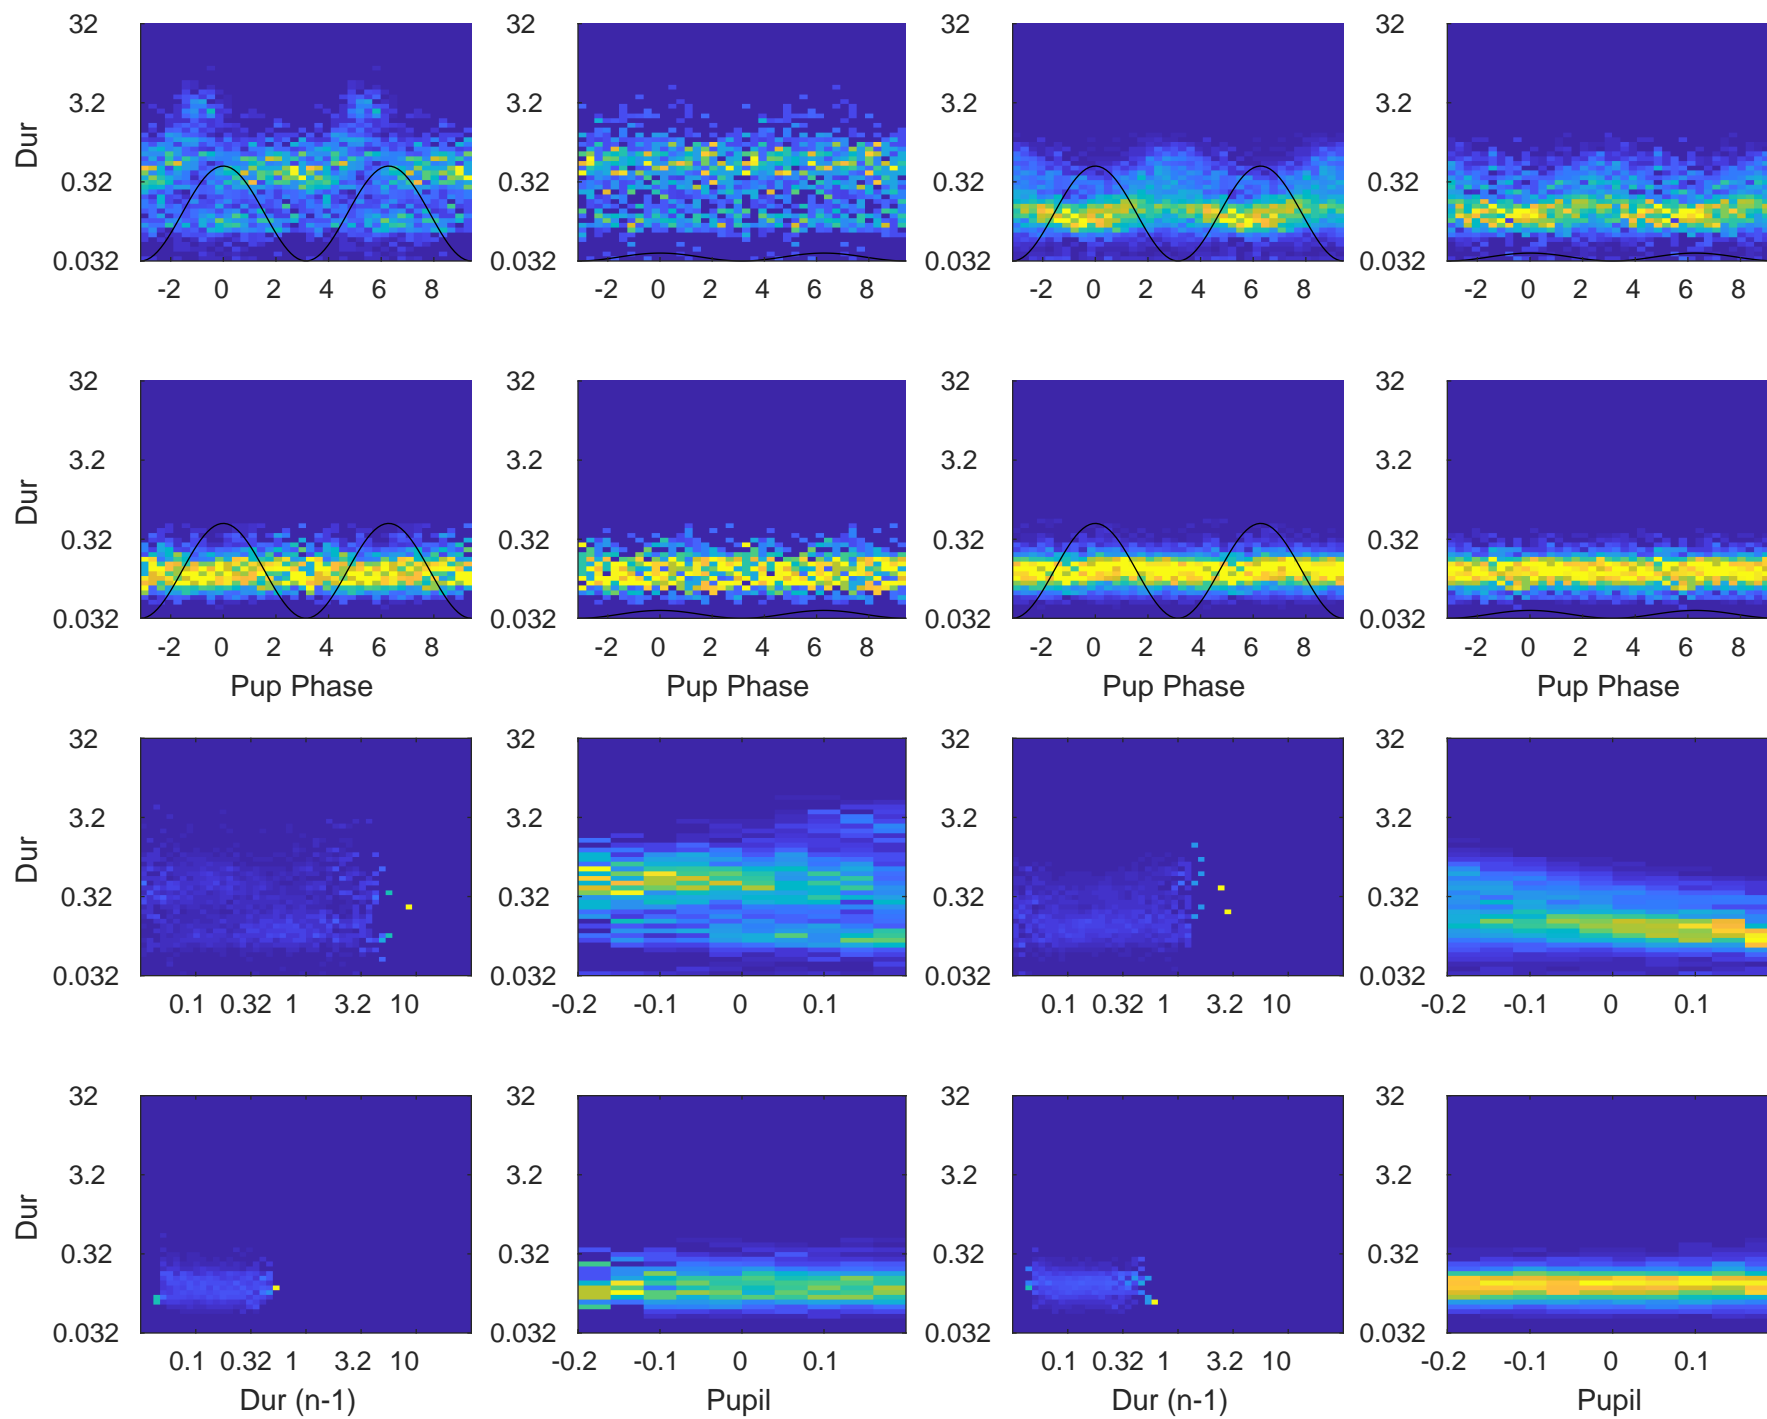 32 32 32 32
3.2 3.2 3.2 3.2
Dur
0.32 0.32 0.32 0.32
0.032 0.032 0.032 0.032
-2 0 2 4 6 8 -2 0 2 4 6 8 -2 0 2 4 6 8 -2 0 2 4 6 8
32 32 32 32
3.2 3.2 3.2 3.2
Dur
0.32 0.32 0.32 0.32
0.032 0.032 0.032 0.032
-2 0 2 4 6 8 -2 0 2 4 6 8 -2 0 2 4 6 8 -2 0 2 4 6 8
Pup Phase Pup Phase Pup Phase Pup Phase
32 32 32 32
3.2 3.2 3.2 3.2
Dur
0.32 0.32 0.32 0.32
0.032 0.032 0.032 0.032
0.1 0.32 1 3.2 10 -0.2 -0.1 0 0.1 0.1 0.32 1 3.2 10 -0.2 -0.1 0 0.1
32 32 32 32
3.2 3.2 3.2 3.2
Dur
0.32 0.32 0.32 0.32
0.032 0.032 0.032 0.032
0.1 0.32 1 3.2 10 -0.2 -0.1 0 0.1 0.1 0.32 1 3.2 10 -0.2 -0.1 0 0.1
Dur (n-1) Pupil Dur (n-1) Pupil